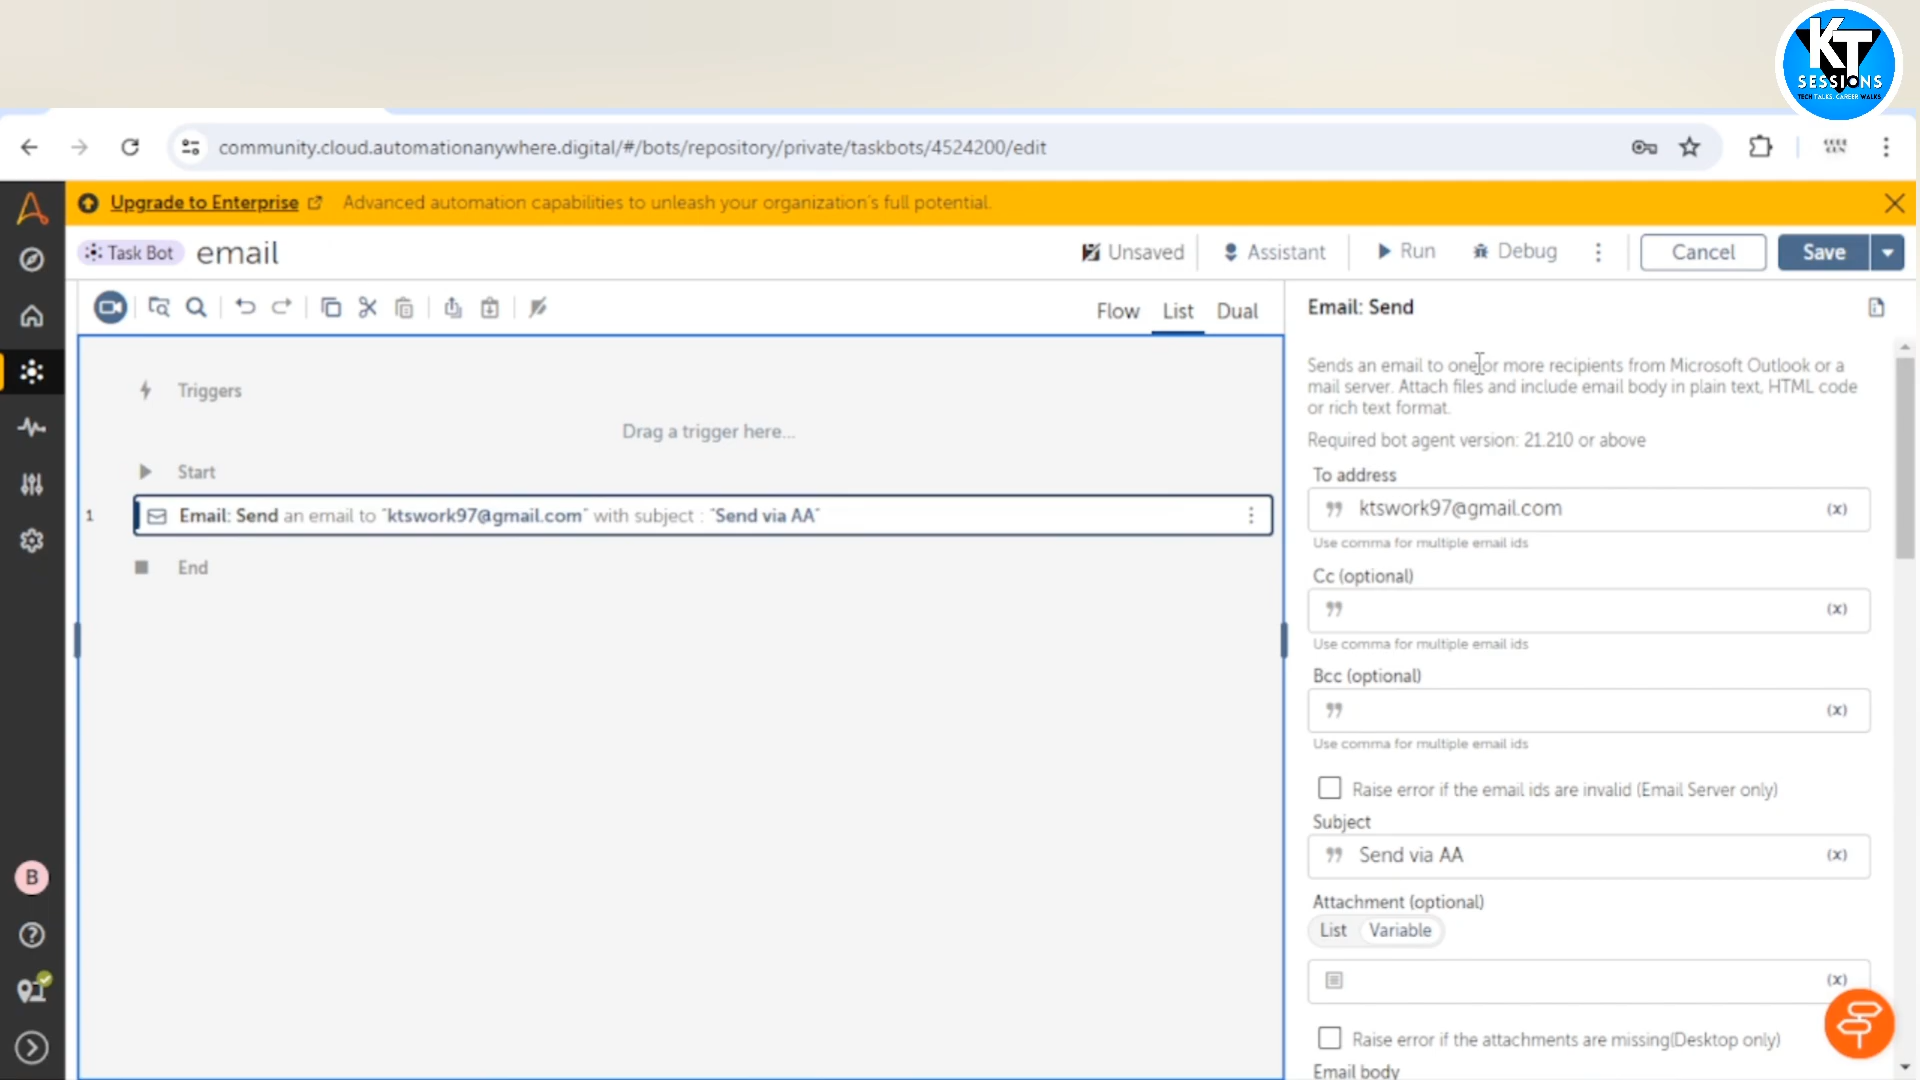 KT
SESSIONS
TECH TALKS, CAREER WALKS
community.cloud.automationanywhere.digital/#/bots/repository/private/taskbots/4524200/edit
Upgrade to Enterprise Advanced automation capabilities to unleash your organization's full potential.
Task Bot email Unsaved Assistant Run Debug Cancel Save
Flow List Dual
Email: Send
Sends an email to one or more recipients from Microsoft Outlook or a
mail server. Attach files and include email body in plain text, HTML code
or rich text format.
Required bot agent version: 21.210 or above
Triggers
Drag a trigger here...
Start
1 Email: Send an email to "ktswork97@gmail.com" with subject : "Send via AA"
End
To address
ktswork97@gmail.com (x)
Use comma for multiple email ids
Cc (optional)
(x)
Use comma for multiple email ids
Bcc (optional)
(x)
Use comma for multiple email ids
Raise error if the email ids are invalid (Email Server only)
Subject
Send via AA (x)
Attachment (optional)
List Variable
(x)
Raise error if the attachments are missing(Desktop only)
Email body
B